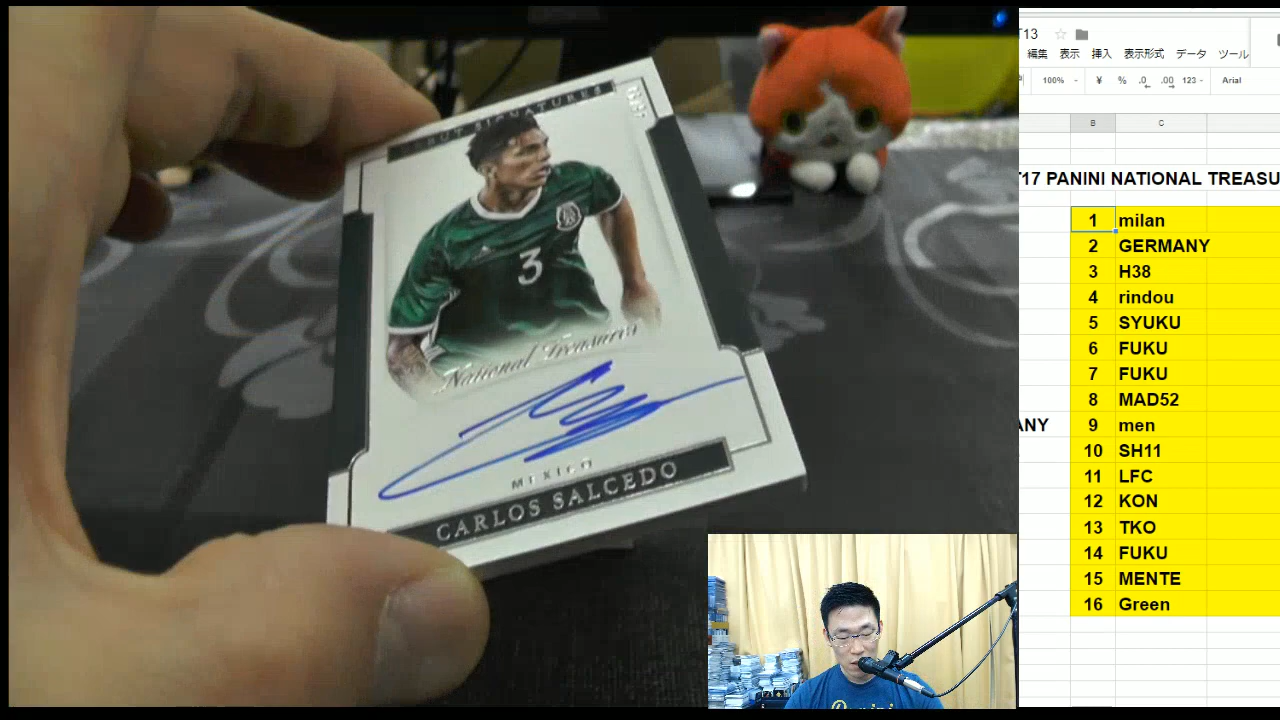 SIGNATURES
3
National Treasures
MEXICO
CARLOS SALCEDO
T13
編集 表示 挿入 表示形式 データ ツール
100% ¥ % .0 .00 123 Arial
B C
T17 PANINI NATIONAL TREASU
1 milan
2 GERMANY
3 H38
4 rindou
5 SYUKU
6 FUKU
7 FUKU
8 MAD52
ANY 9 men
10 SH11
11 LFC
12 KON
13 TKO
14 FUKU
15 MENTE
16 Green